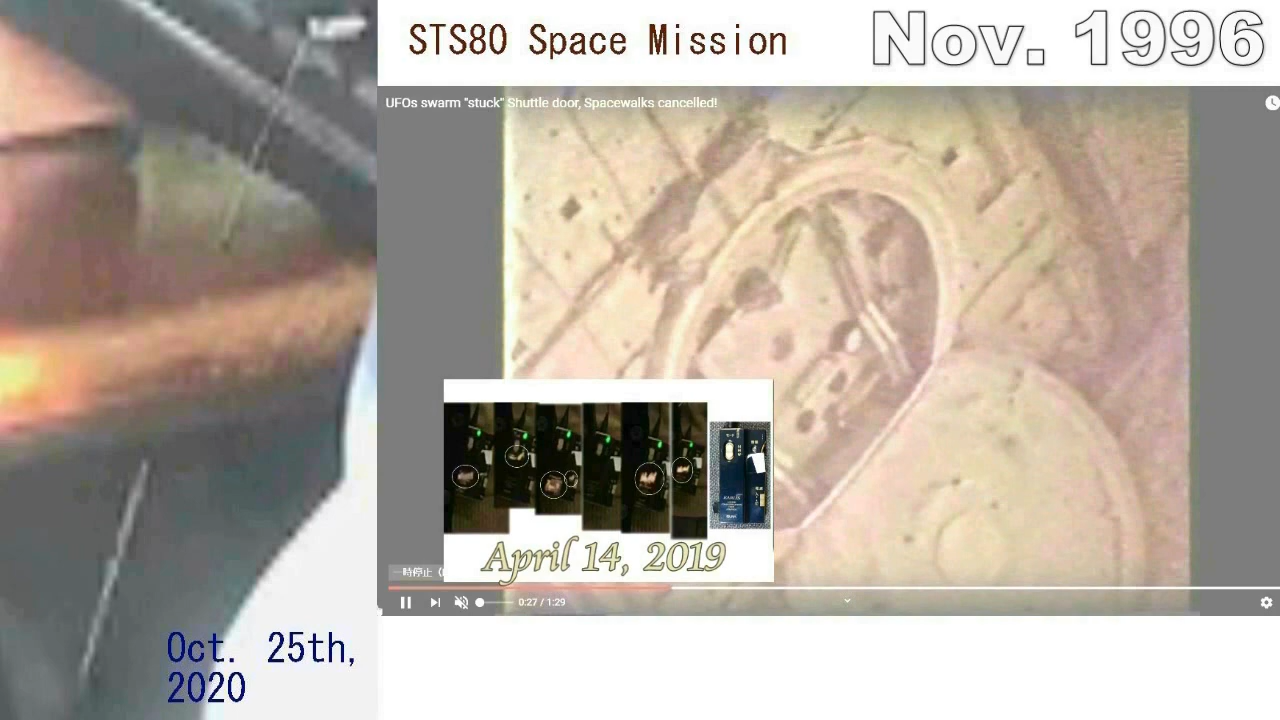 STS80 Space Mission
Nov. 1996
UFOs swarm "stuck" Shuttle door, Spacewalks cancelled!
April 14, 2019
一時停止
0:27 / 1:29
Oct. 25th,
2020